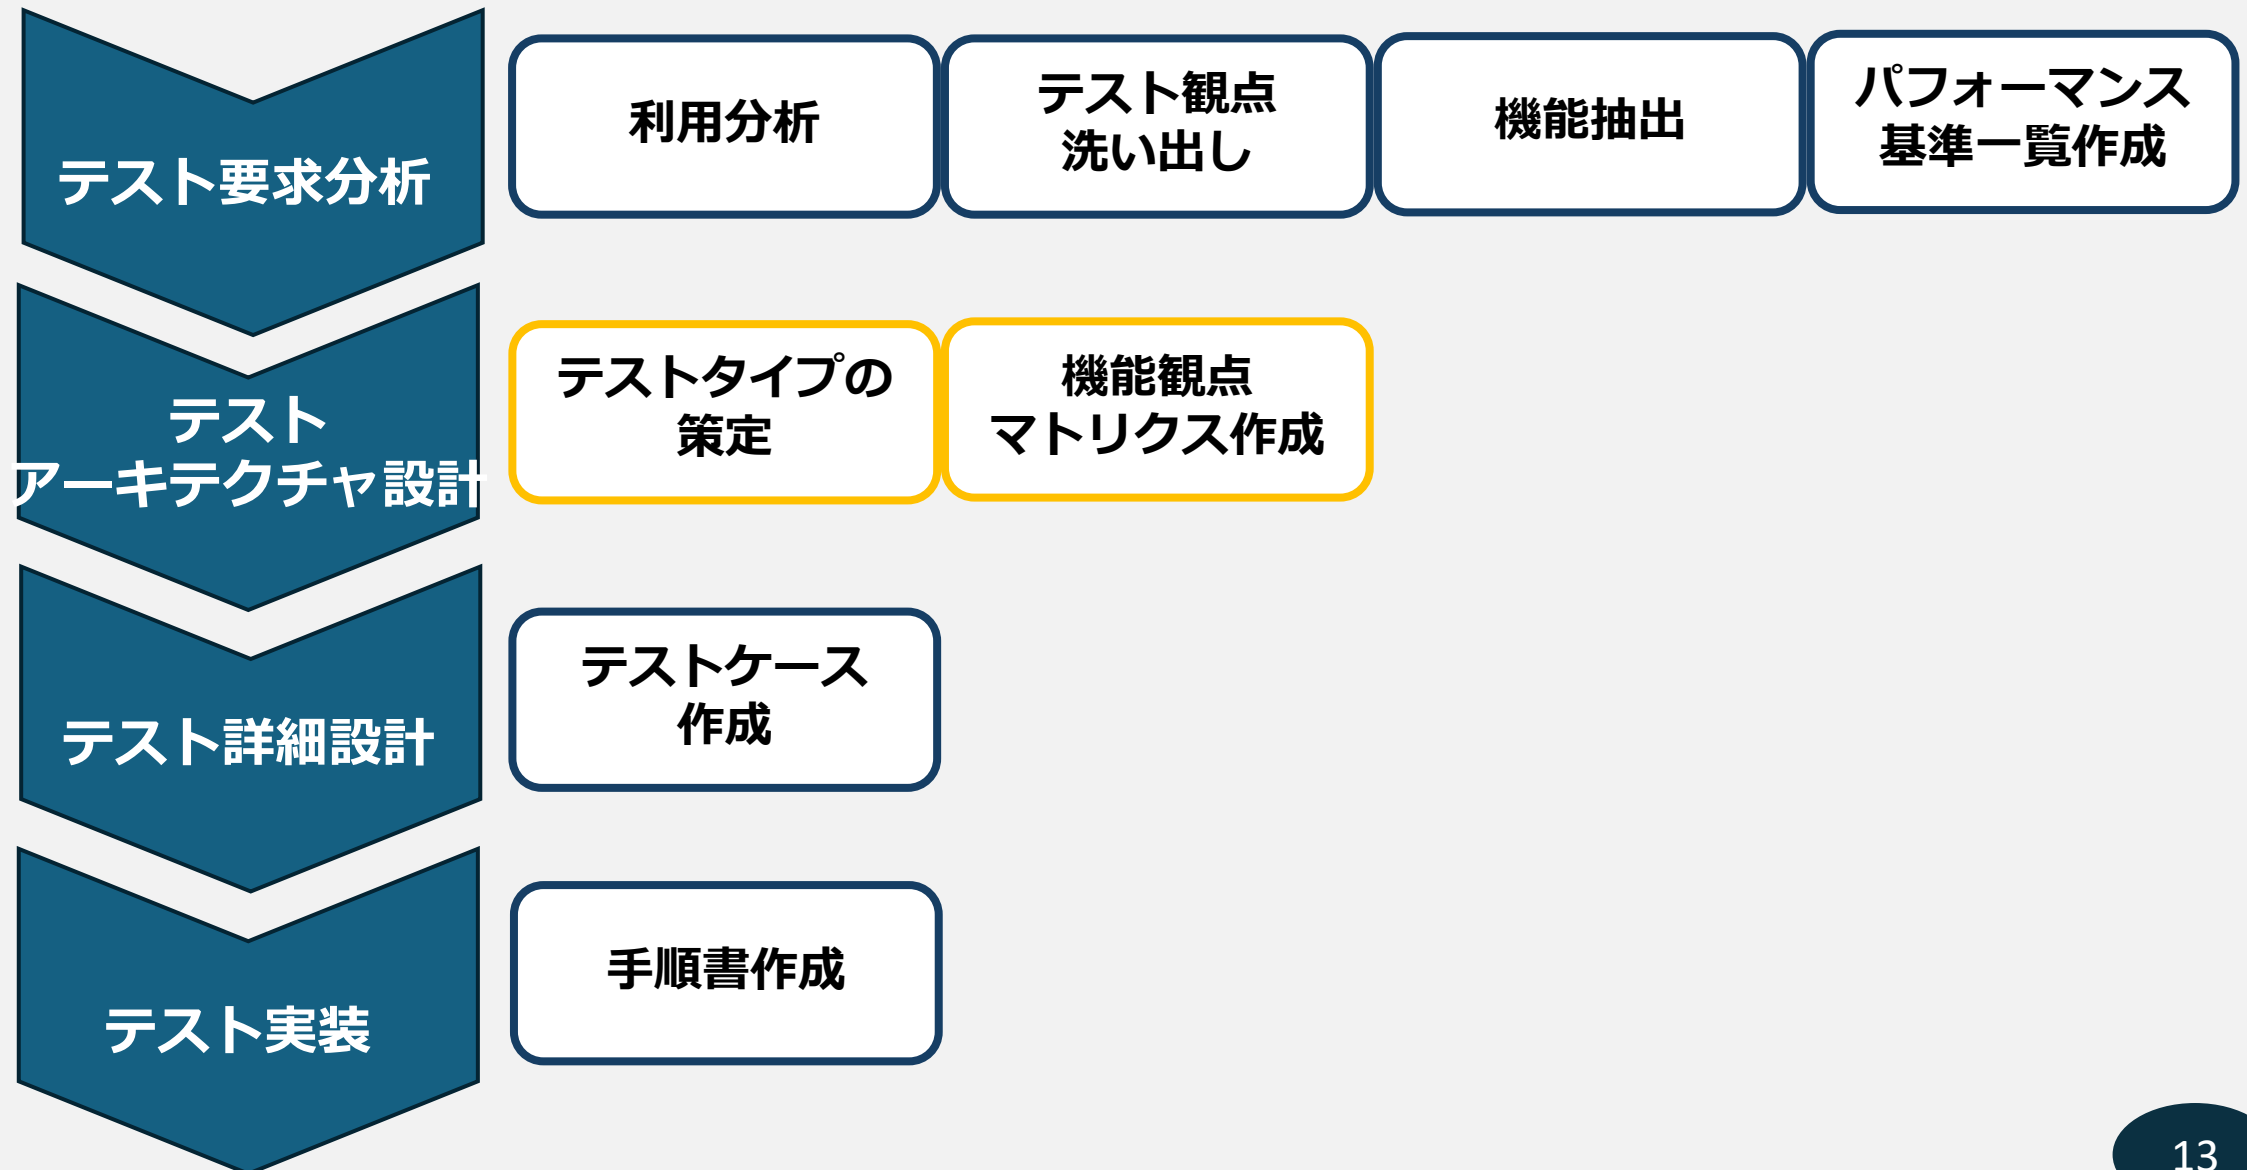 テスト要求分析
利用分析
テスト観点
洗い出し
機能抽出
パフォーマンス
基準一覧作成
テスト
アーキテクチャ設計
テストタイプの
策定
機能観点
マトリクス作成
テスト詳細設計
テストケース
作成
テスト実装
手順書作成
13